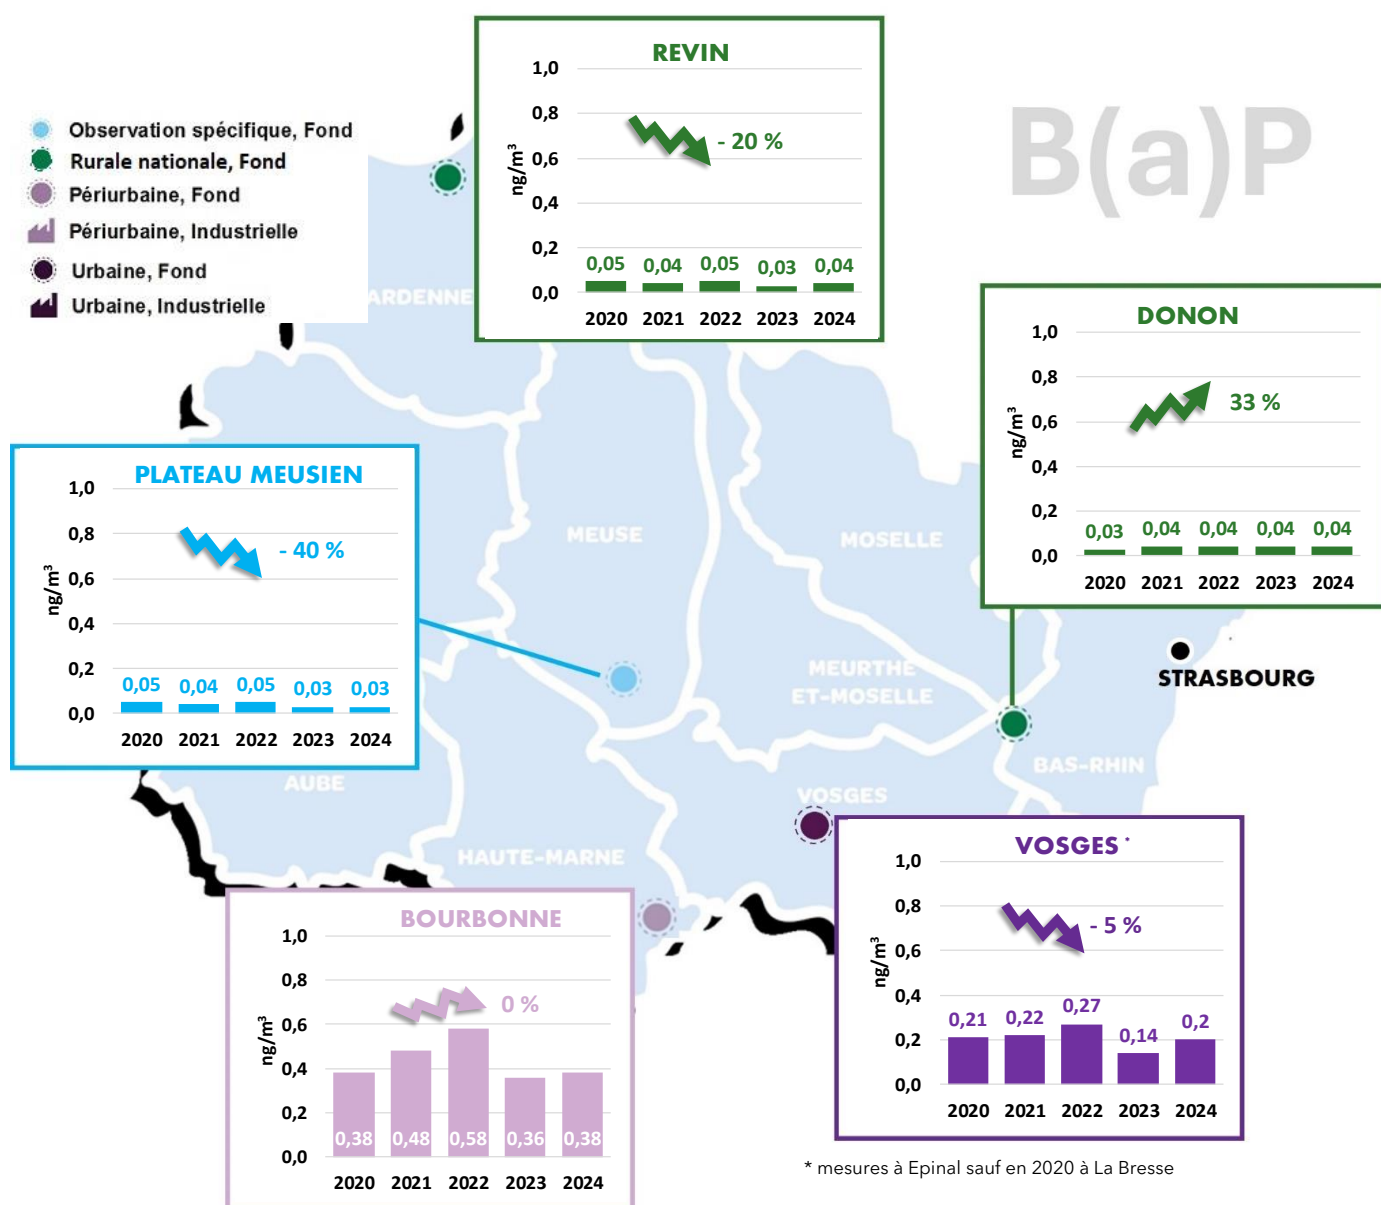 B(a)P
Observation spécifique, Fond
Rurale nationale, Fond
Périurbaine, Fond
Périurbaine, Industrielle
Urbaine, Fond
Urbaine, Industrielle
REVIN
ng/m³
1,0
0,8
0,6
0,4
0,2
0,0
- 20 %
0,05 0,04 0,05 0,03 0,04
2020 2021 2022 2023 2024
DONON
ng/m³
1,0
0,8
0,6
0,4
0,2
0,0
33 %
0,03 0,04 0,04 0,04 0,04
2020 2021 2022 2023 2024
PLATEAU MEUSIEN
ng/m³
1,0
0,8
0,6
0,4
0,2
0,0
- 40 %
0,05 0,04 0,05 0,03 0,03
2020 2021 2022 2023 2024
ARDENNE
MEUSE
MOSELLE
MEURTHE
ET-MOSELLE
STRASBOURG
BAS-RHIN
AUBE
VOSGES
HAUTE-MARNE
BOURBONNE
ng/m³
1,0
0,8
0,6
0,4
0,2
0,0
0 %
0,38 0,48 0,58 0,36 0,38
2020 2021 2022 2023 2024
VOSGES *
ng/m³
1,0
0,8
0,6
0,4
0,2
0,0
- 5 %
0,21 0,22 0,27 0,14 0,2
2020 2021 2022 2023 2024
* mesures à Epinal sauf en 2020 à La Bresse